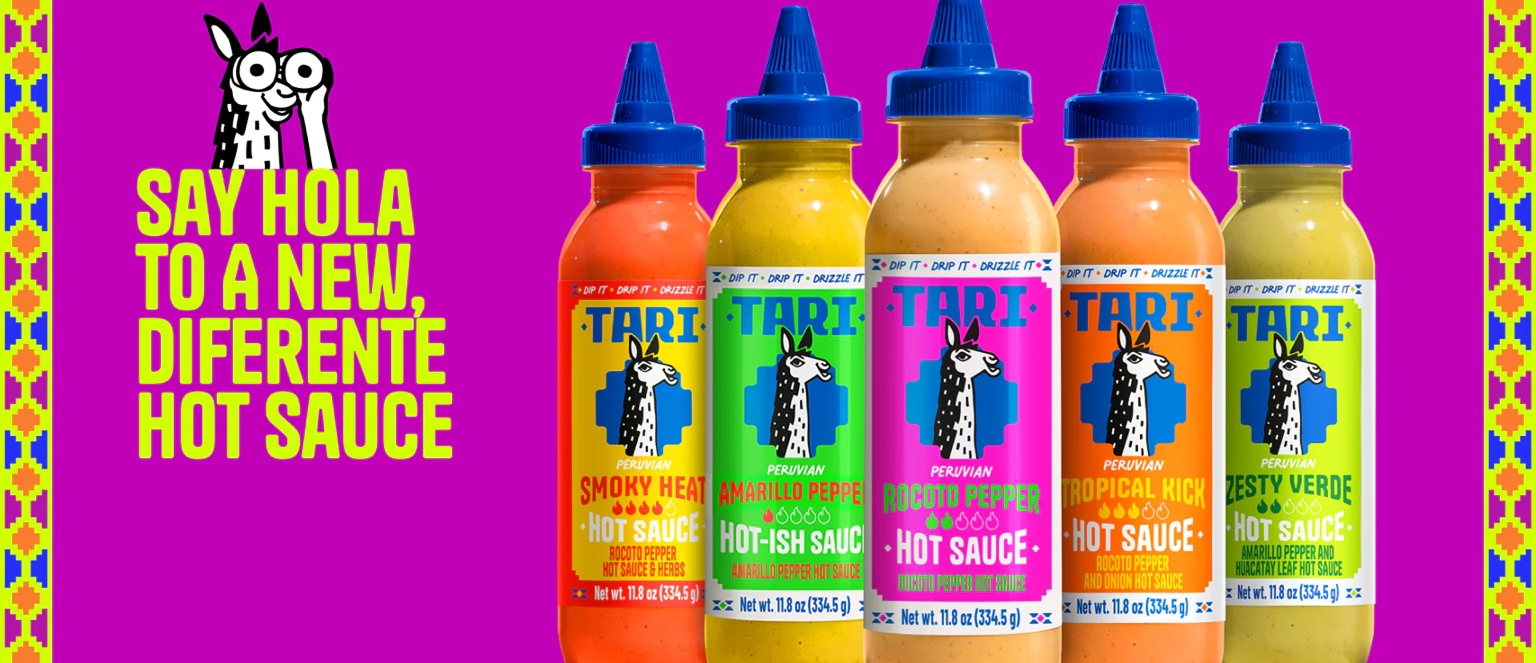 SAY HOLA
TO A NEW,
DIFERENTE
HOT SAUCE
DIP IT • DRIP IT • DRIZZLE IT
TARI
PERUVIAN
SMOKY HEAT
HOT SAUCE
ROCOTO PEPPER
HOT SAUCE & HERBS
Net wt. 11.8 oz (334.5 g)
DIP IT • DRIP IT • DRIZZLE IT
TARI
PERUVIAN
AMARILLO PEPPER
HOT-ISH SAUCE
AMARILLO PEPPER HOT SAUCE
Net wt. 11.8 oz (334.5 g)
DIP IT • DRIP IT • DRIZZLE IT
TARI
PERUVIAN
ROCOTO PEPPER
HOT SAUCE
ROCOTO PEPPER HOT SAUCE
Net wt. 11.8 oz (334.5 g)
DIP IT • DRIP IT • DRIZZLE IT
TARI
PERUVIAN
TROPICAL KICK
HOT SAUCE
ROCOTO PEPPER
AND ONION HOT SAUCE
Net wt. 11.8 oz (334.5 g)
DIP IT • DRIP IT • DRIZZLE IT
TARI
PERUVIAN
ZESTY VERDE
HOT SAUCE
AMARILLO PEPPER AND
HUACATAY LEAF HOT SAUCE
Net wt. 11.8 oz (334.5 g)